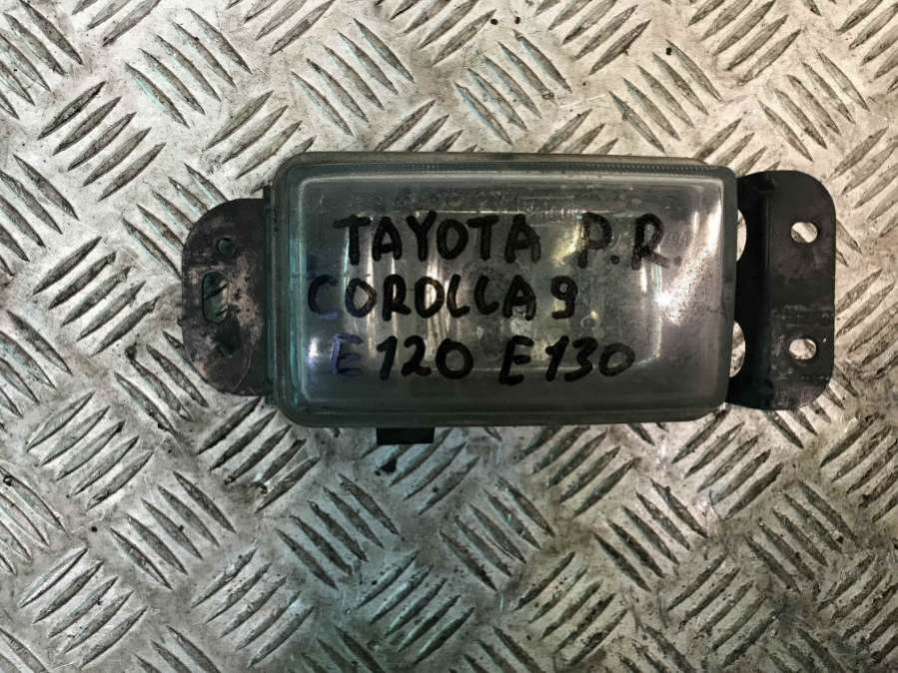 TAYOTA P.R.
COROLLA 9
E120 E130